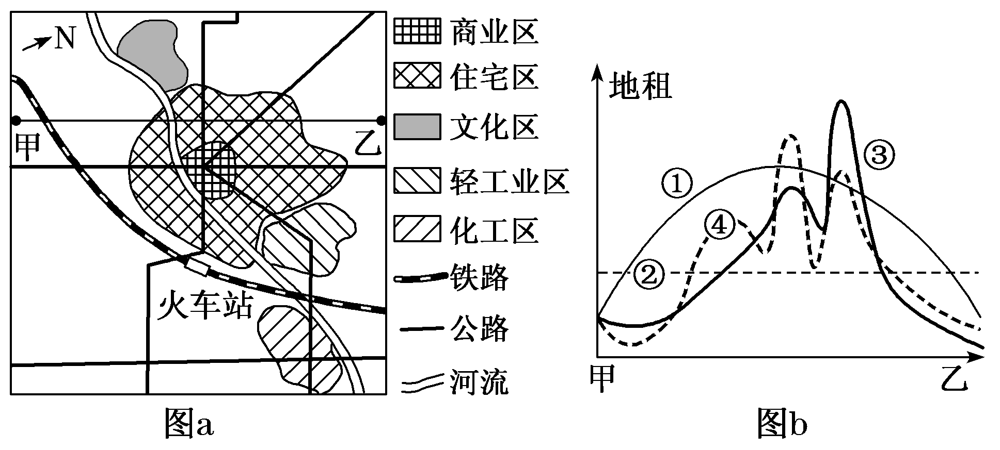 N
甲
乙
火车站
图a
商业区
住宅区
文化区
轻工业区
化工区
铁路
公路
河流
地租
①
②
③
④
甲
乙
图b